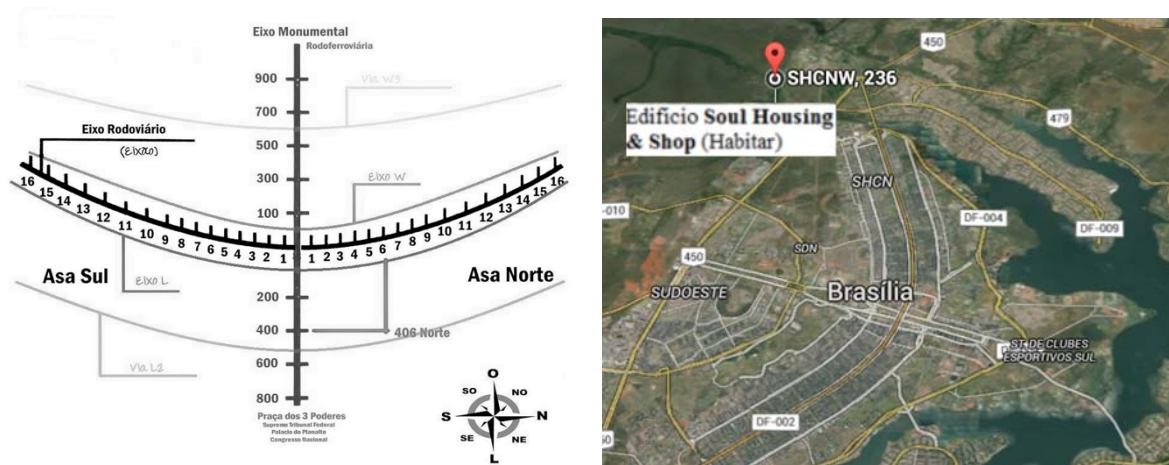 Eixo Monumental
Rodoferroviária
900
700
500
300
100
200
400
600
800
Via W3
Eixo Rodoviário
(Eixão)
Eixo W
16 15 14 13 12 11 10 9 8 7 6 5 4 3 2 1
1 2 3 4 5 6 7 8 9 10 11 12 13 14 15 16
Asa Sul
Asa Norte
Eixo L
406 Norte
Via L2
Praça dos 3 Poderes
Supremo Tribunal Federal
Palacio do Planalto
Congresso Nacional
O
SO
NO
S
N
SE
NE
L
450
SHCNW, 236
Edifício Soul Housing
& Shop (Habitar)
479
SHCN
-010
DF-004
DF-009
SDN
450
SUDOESTE
Brasília
ST. DE CLUBES
ESPORTIVOS SUL
DF-002